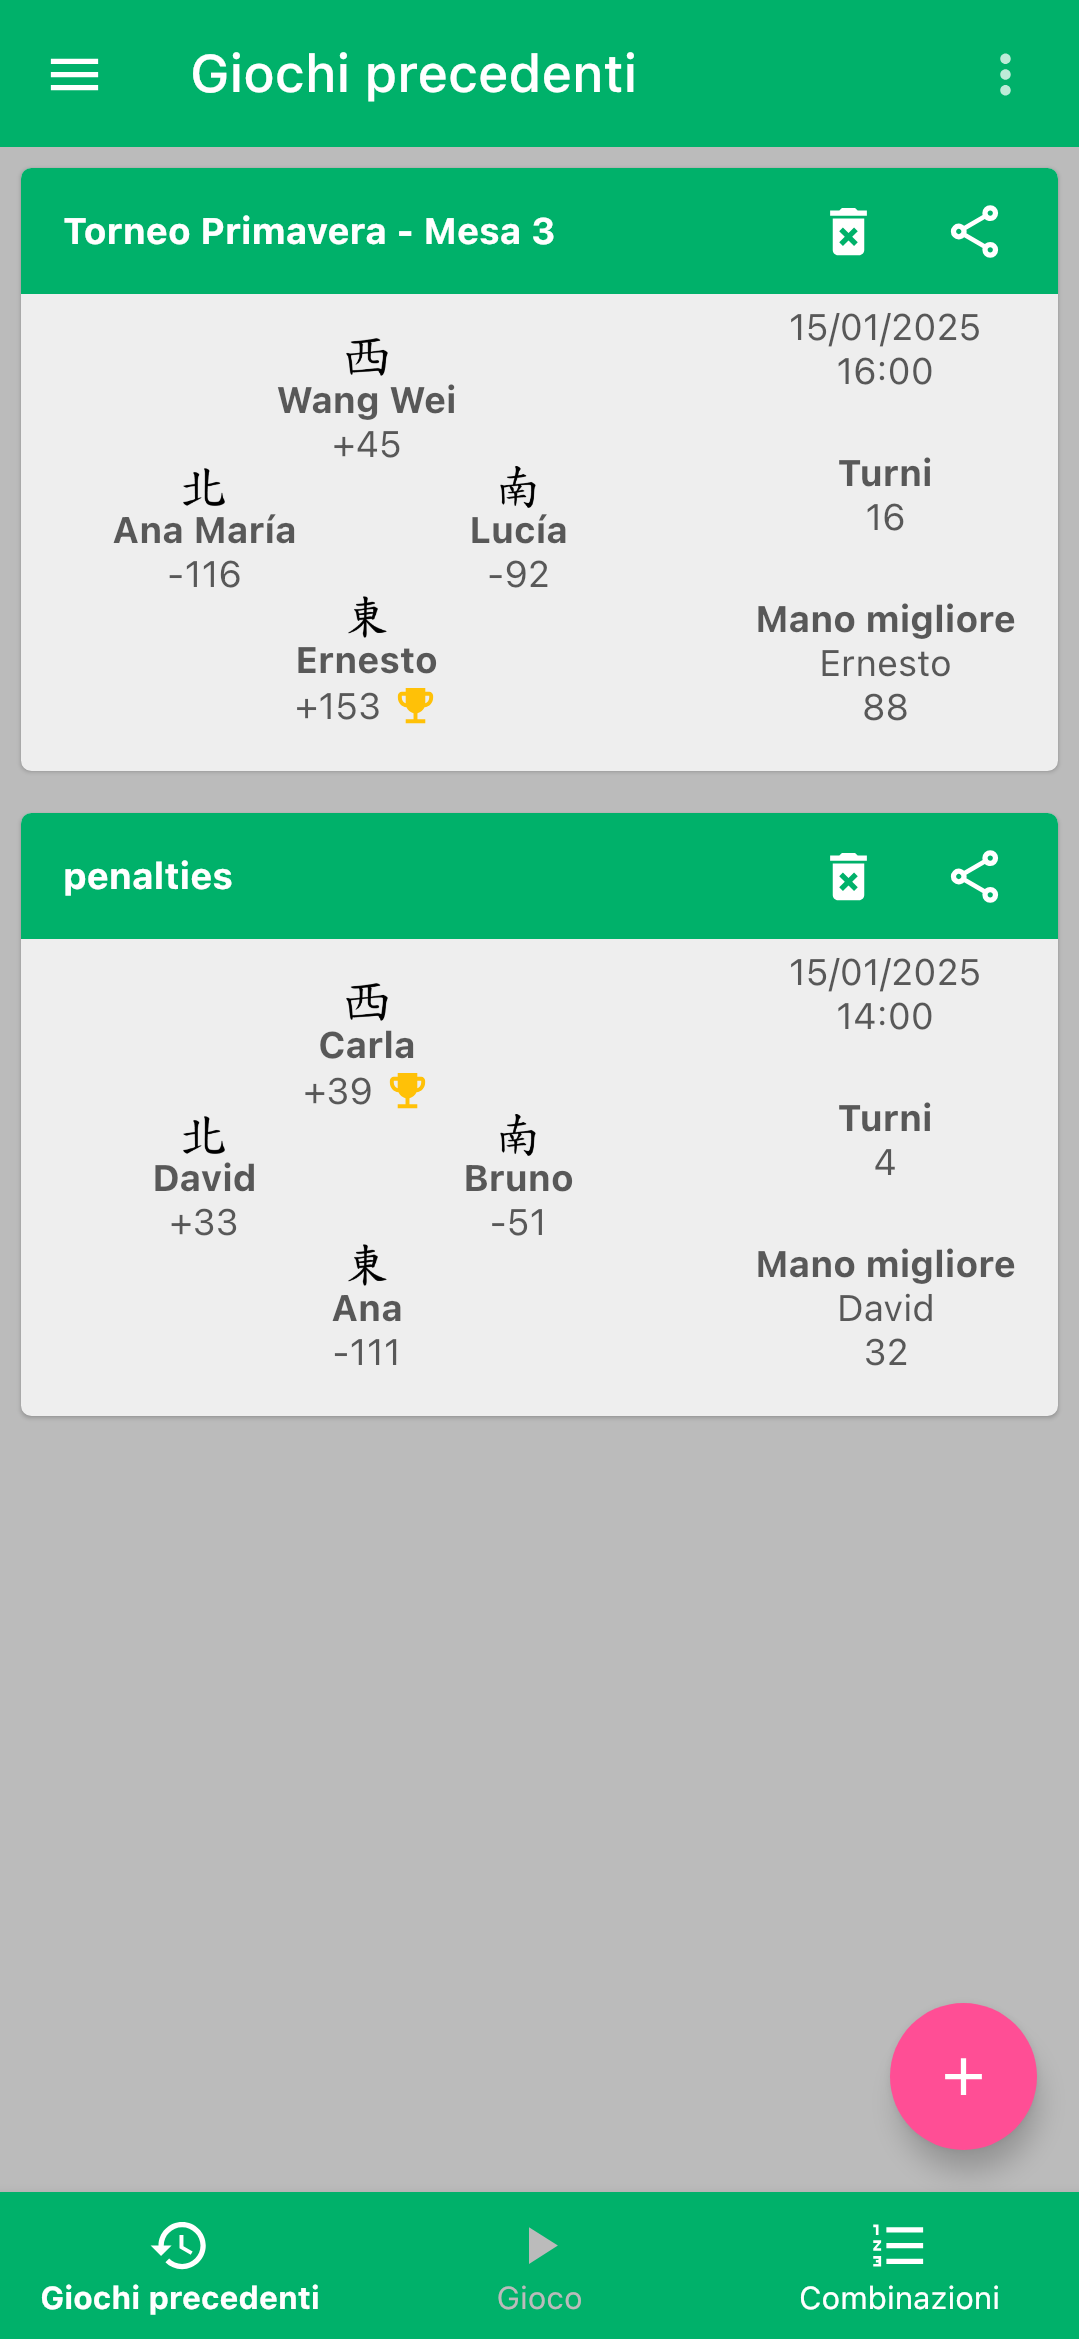 Giochi precedenti
Torneo Primavera - Mesa 3
西
Wang Wei
+45
北
Ana María
-116
南
Lucía
-92
東
Ernesto
+153
15/01/2025
16:00
Turni
16
Mano migliore
Ernesto
88
penalties
西
Carla
+39
北
David
+33
南
Bruno
-51
東
Ana
-111
15/01/2025
14:00
Turni
4
Mano migliore
David
32
Giochi precedenti
Gioco
Combinazioni